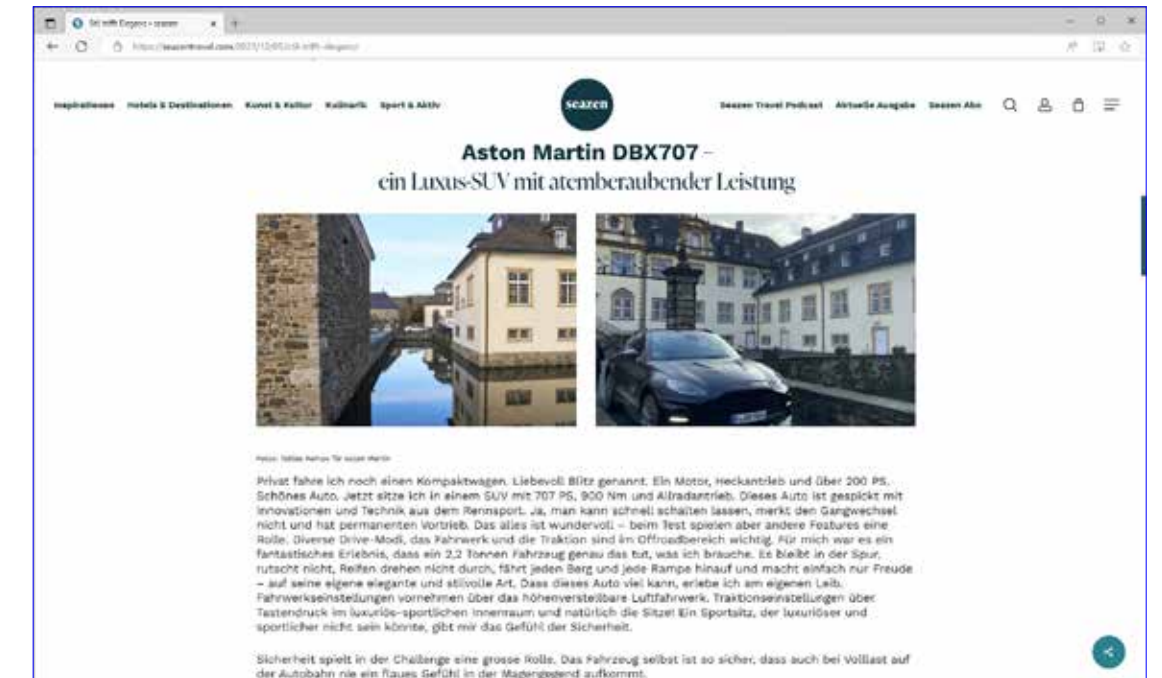 https://seazentravel.com/2023/12/05/stil-trifft-eleganz/
Inspirationen Hotels & Destinationen Kunst & Kultur Kulinarik Sport & Aktiv
seazen
Seazen Travel Podcast Aktuelle Ausgabe Seazen Abo
Aston Martin DBX707 –
ein Luxus-SUV mit atemberaubender Leistung
Privat fahre ich noch einen Kompaktwagen. Liebevoll Blitz genannt. Ein Motor, Heckantrieb und über 200 PS.
Schönes Auto. Jetzt sitze ich in einem SUV mit 707 PS, 900 Nm und Allradantrieb. Dieses Auto ist gespickt mit
Innovationen und Technik aus dem Rennsport. Ja, man kann schnell schalten lassen, merkt den Gangwechsel
nicht und hat permanenten Vortrieb. Das alles ist wundervoll – beim Test spielen aber andere Features eine
Rolle. Diverse Drive-Modi, das Fahrwerk und die Traktion sind im Offroadbereich wichtig. Für mich war es ein
fantastisches Erlebnis, dass ein 2,2 Tonnen Fahrzeug genau das tut, was ich brauche. Es bleibt in der Spur,
rutscht nicht, Reifen drehen nicht durch, fährt jeden Berg und jede Rampe hinauf und macht einfach nur Freude
– auf seine eigene elegante und stilvolle Art. Dass dieses Auto viel kann, erlebe ich am eigenen Leib.
Fahrwerkseinstellungen vornehmen über das höhenverstellbare Luftfahrwerk. Traktionseinstellungen über
Tastendruck im luxuriös-sportlichen Innenraum und natürlich die Sitze! Ein Sportsitz, der luxuriöser und
sportlicher nicht sein könnte, gibt mir das Gefühl der Sicherheit.
Sicherheit spielt in der Challenge eine grosse Rolle. Das Fahrzeug selbst ist so sicher, dass auch bei Volllast auf
der Autobahn nie ein flaues Gefühl in der Magengegend aufkommt.